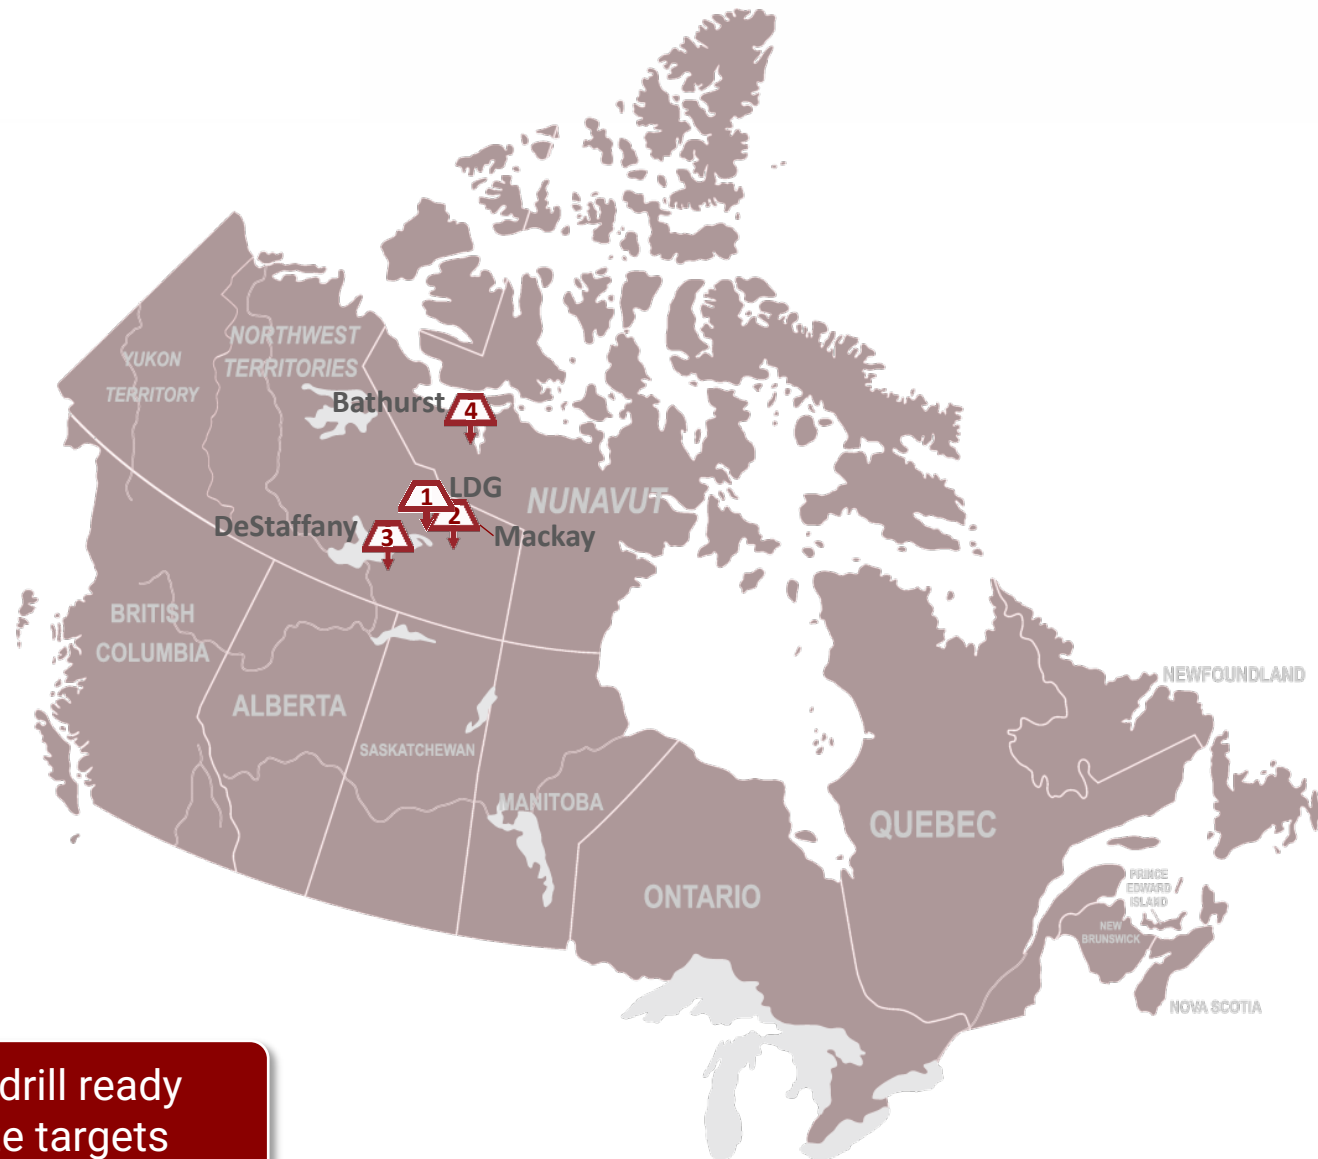 NORTHWEST
TERRITORIES
YUKON
TERRITORY
Bathurst
4
1
LDG
NUNAVUT
2
DeStaffany
3
Mackay
BRITISH
COLUMBIA
NEWFOUNDLAND
ALBERTA
SASKATCHEWAN
MANITOBA
QUEBEC
ONTARIO
PRINCE
EDWARD
ISLAND
NEW
BRUNSWICK
NOVA SCOTIA
drill ready
targets